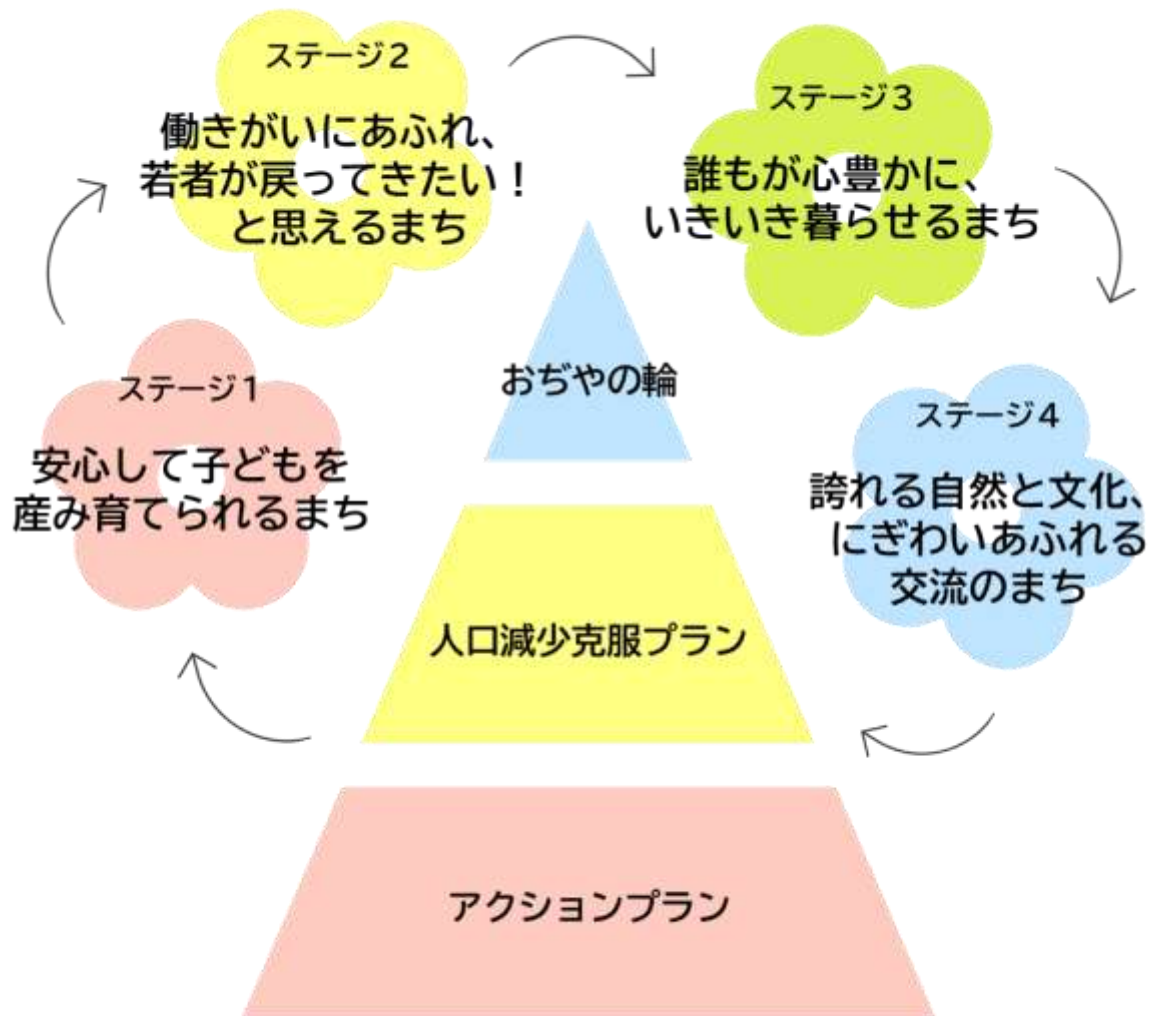 ステージ1
安心して子どもを
産み育てられるまち
ステージ2
働きがいにあふれ、
若者が戻ってきたい！
と思えるまち
ステージ3
誰もが心豊かに、
いきいき暮らせるまち
ステージ4
誇れる自然と文化、
にぎわいあふれる
交流のまち
おぢやの輪
人口減少克服プラン
アクションプラン